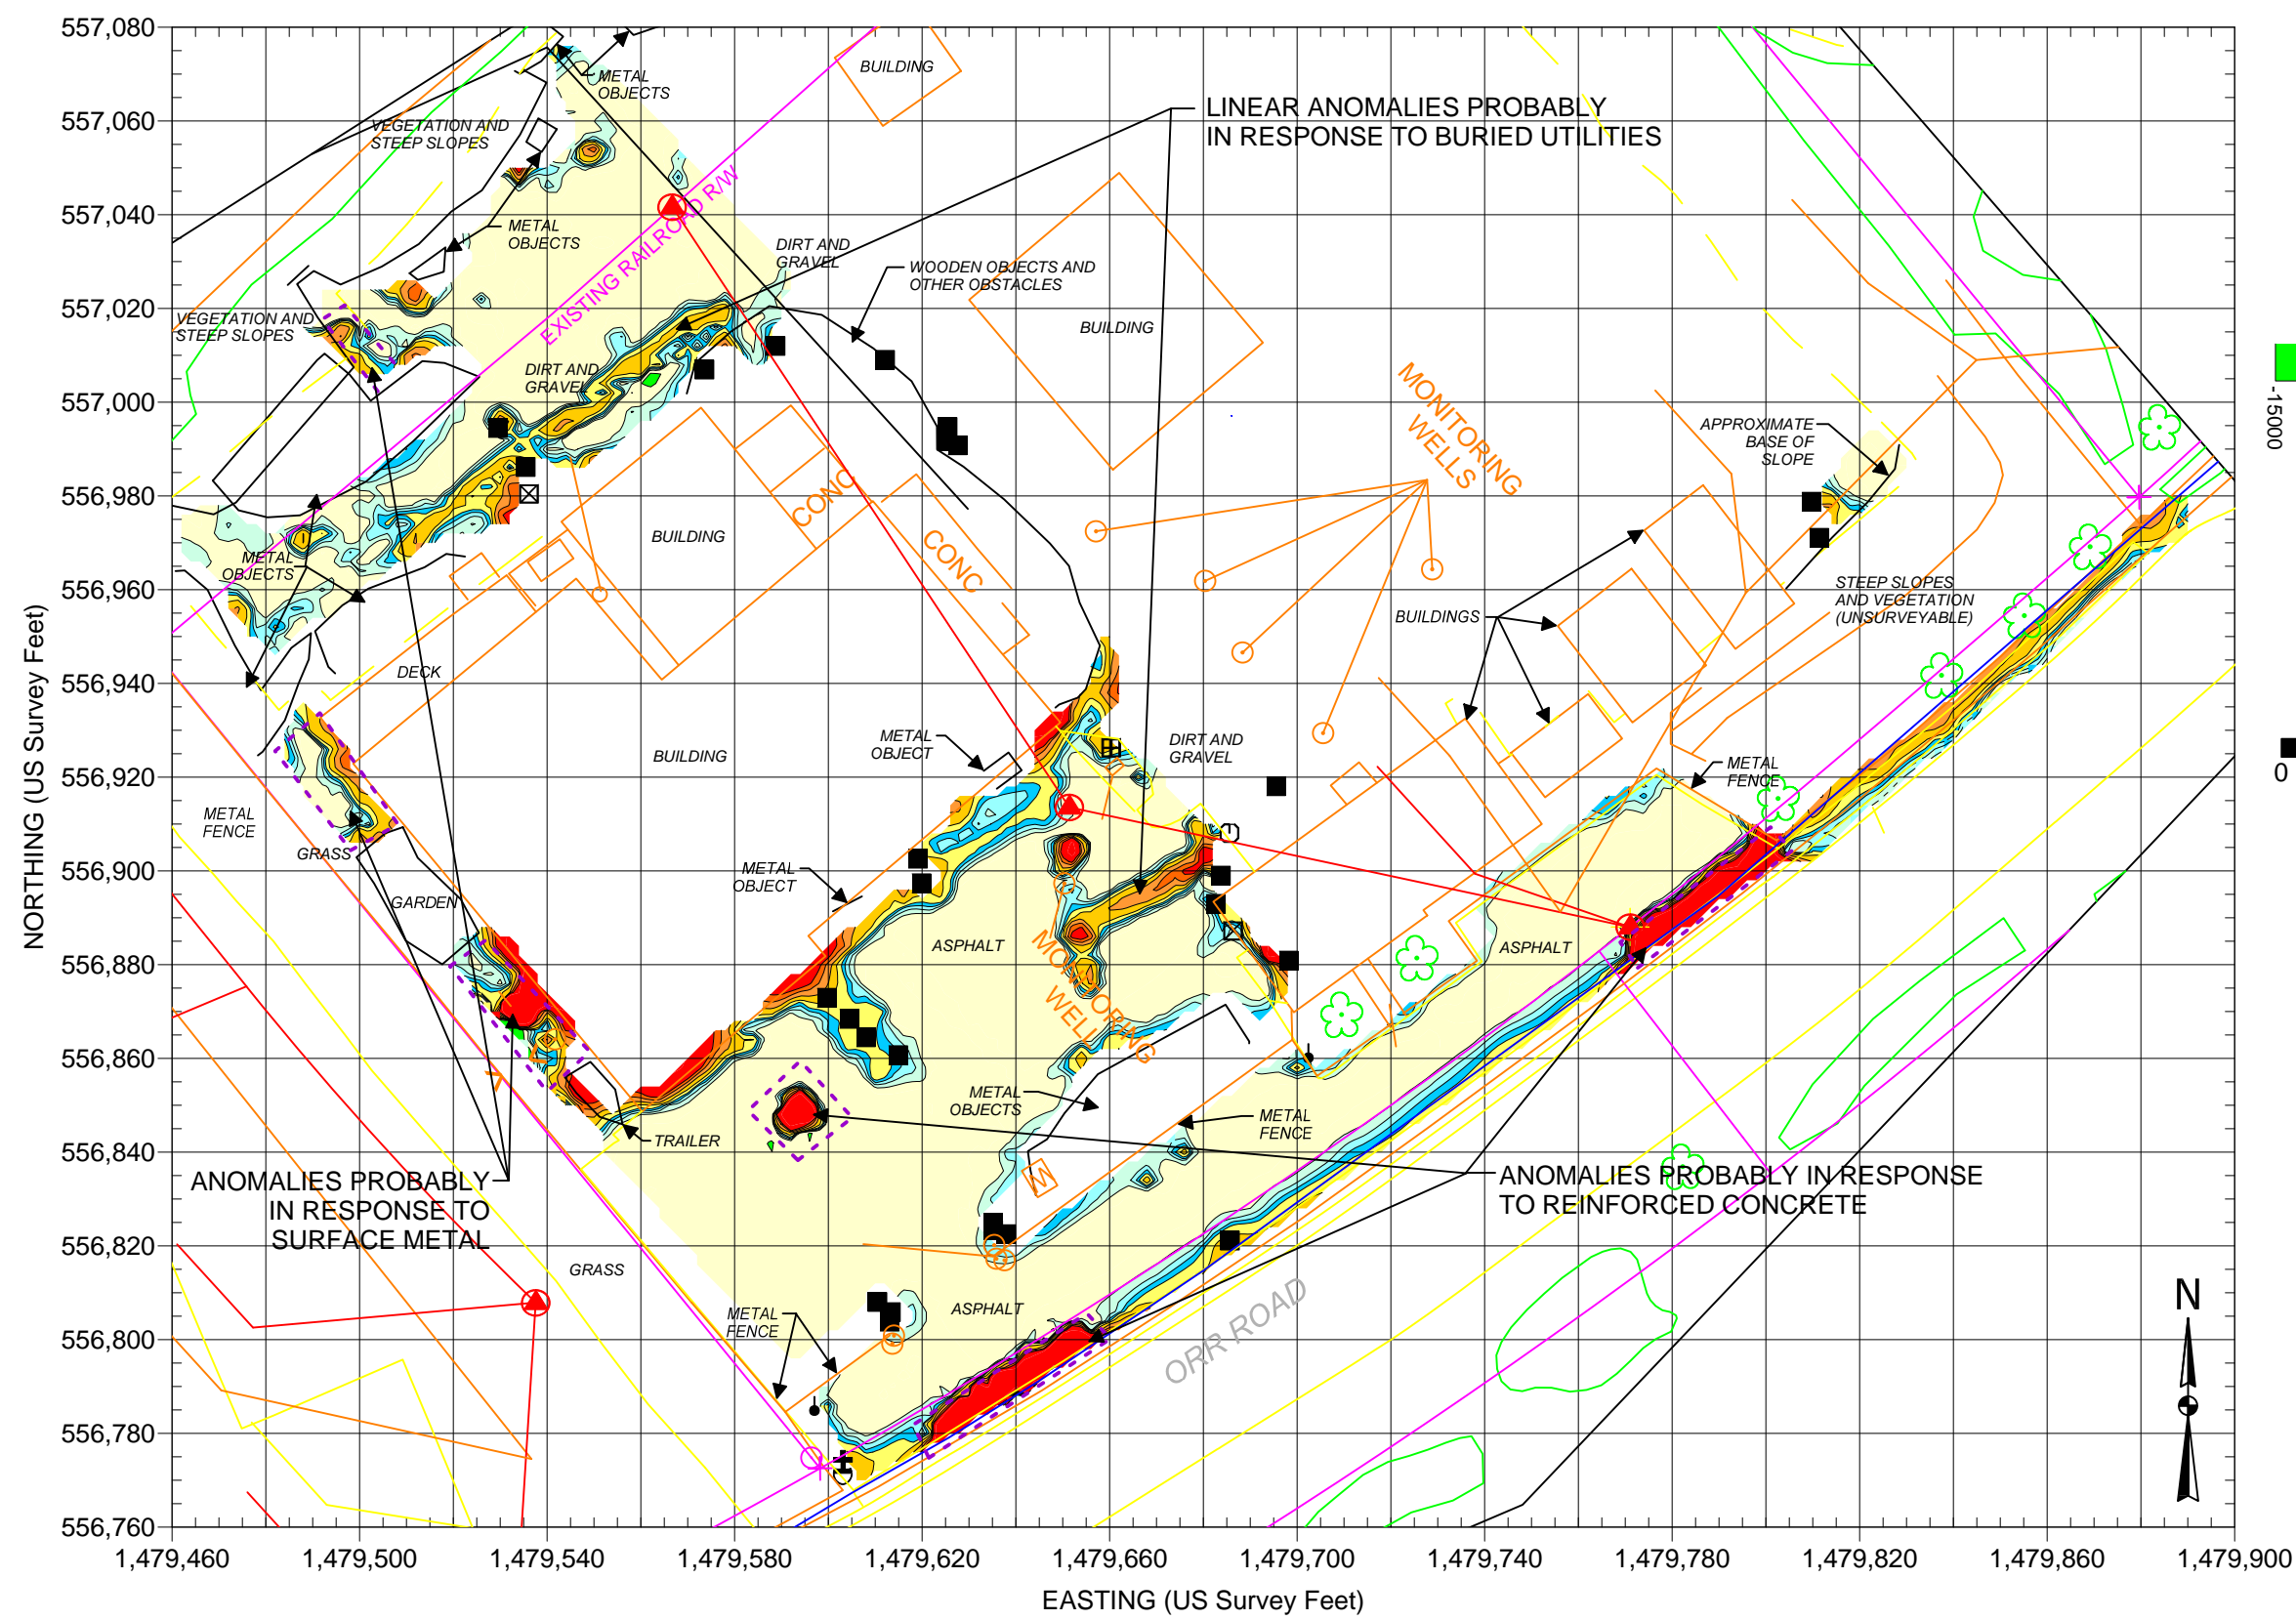 557,080
557,060
557,040
557,020
557,000
556,980
556,960
556,940
556,920
556,900
556,880
556,860
556,840
556,820
556,800
556,780
556,760
NORTHING (US Survey Feet)
1,479,460
1,479,500
1,479,540
1,479,580
1,479,620
1,479,660
1,479,700
1,479,740
1,479,780
1,479,820
1,479,860
1,479,900
EASTING (US Survey Feet)
BUILDING
METAL
OBJECTS
LINEAR ANOMALIES PROBABLY
IN RESPONSE TO BURIED UTILITIES
VEGETATION AND
STEEP SLOPES
EXISTING RAILROAD R/W
METAL
OBJECTS
DIRT AND
GRAVEL
WOODEN OBJECTS AND
OTHER OBSTACLES
VEGETATION AND
STEEP SLOPES
BUILDING
DIRT AND
GRAVEL
MONITORING
WELLS
APPROXIMATE
BASE OF
SLOPE
-15000
CONC
BUILDING
CONC
METAL
OBJECTS
STEEP SLOPES
AND VEGETATION
(UNSURVEYABLE)
BUILDINGS
DECK
METAL
OBJECT
DIRT AND
GRAVEL
BUILDING
METAL
FENCE
0
METAL
FENCE
GRASS
METAL
OBJECT
GARDEN
ASPHALT
ASPHALT
MONITORING
WELL
METAL
OBJECTS
METAL
FENCE
TRAILER
ANOMALIES PROBABLY
IN RESPONSE TO
SURFACE METAL
ANOMALIES PROBABLY IN RESPONSE
TO REINFORCED CONCRETE
GRASS
METAL
FENCE
ASPHALT
ORR ROAD
N